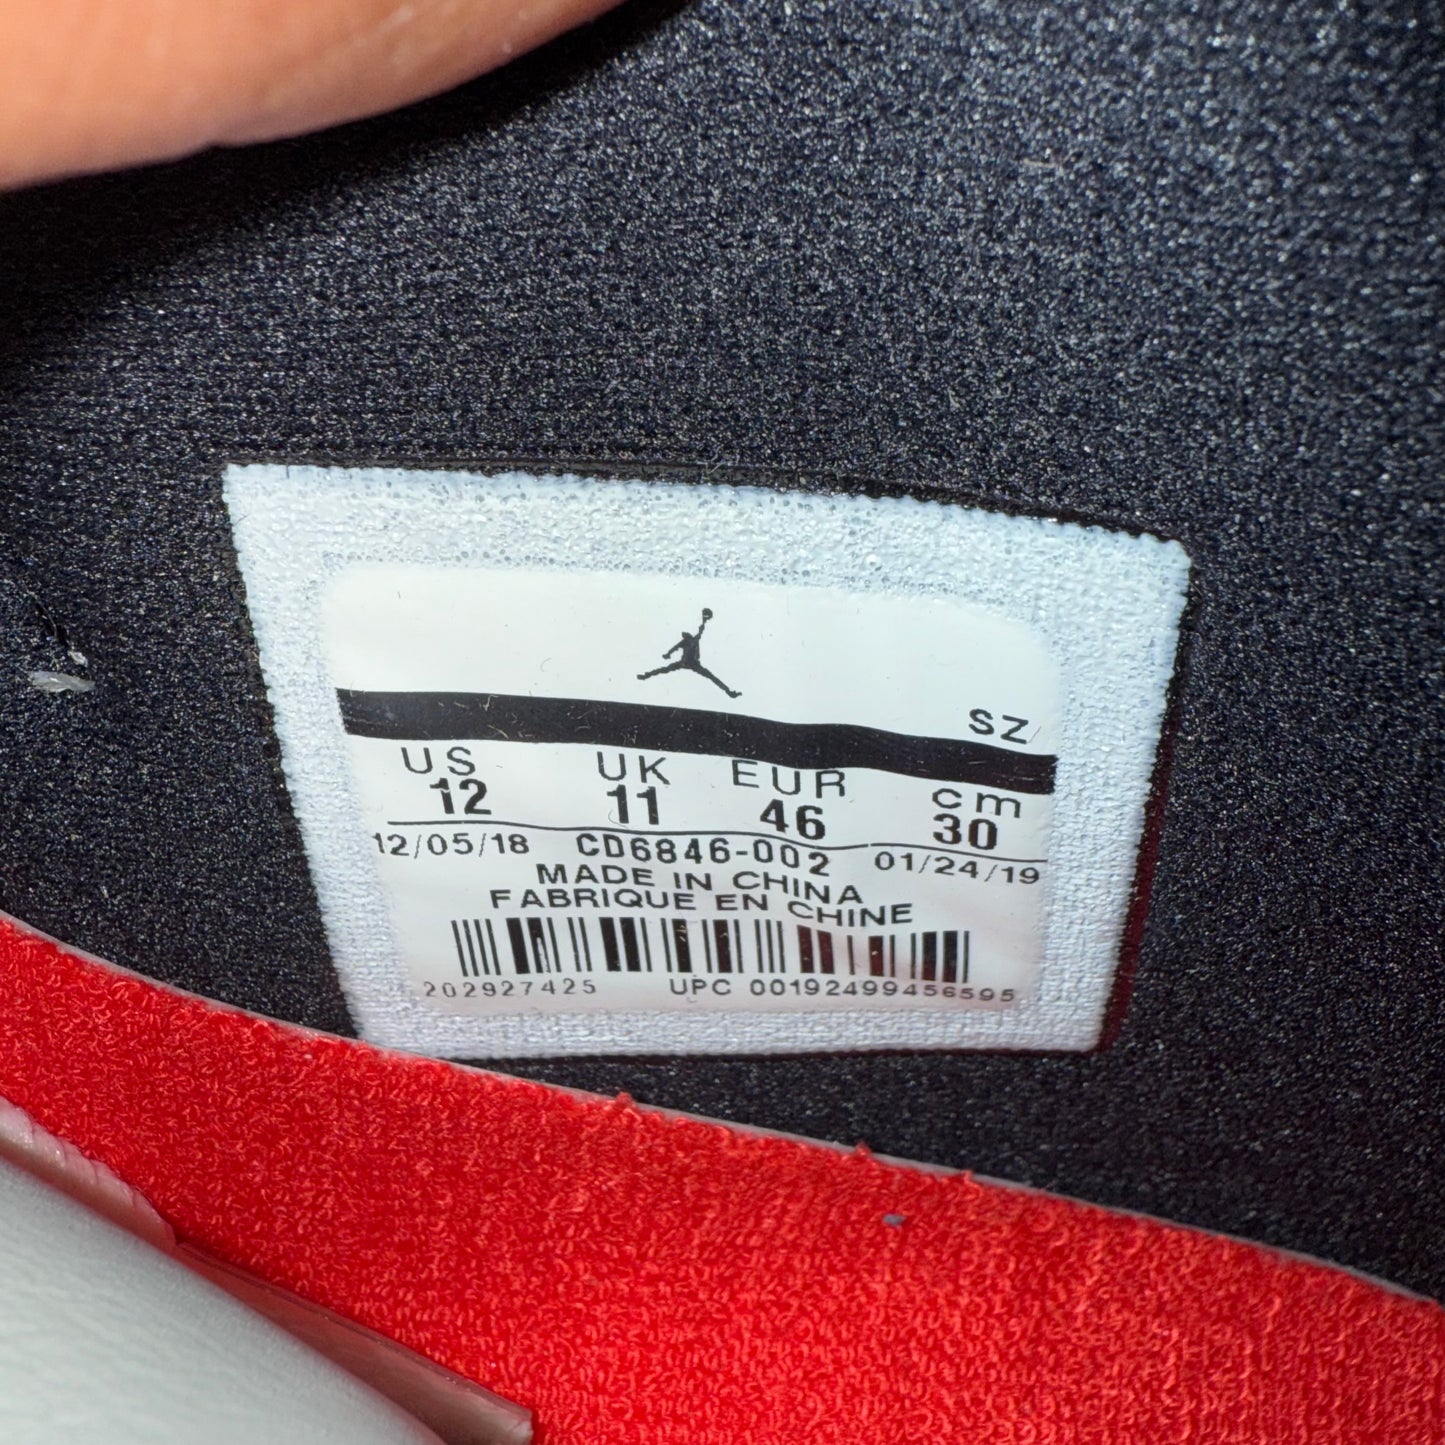 SZ
US UK EUR cm
12 11 46 30
12/05/18 CD6846-002 01/24/19
MADE IN CHINA
FABRIQUE EN CHINE
202927425 UPC 00192499456595